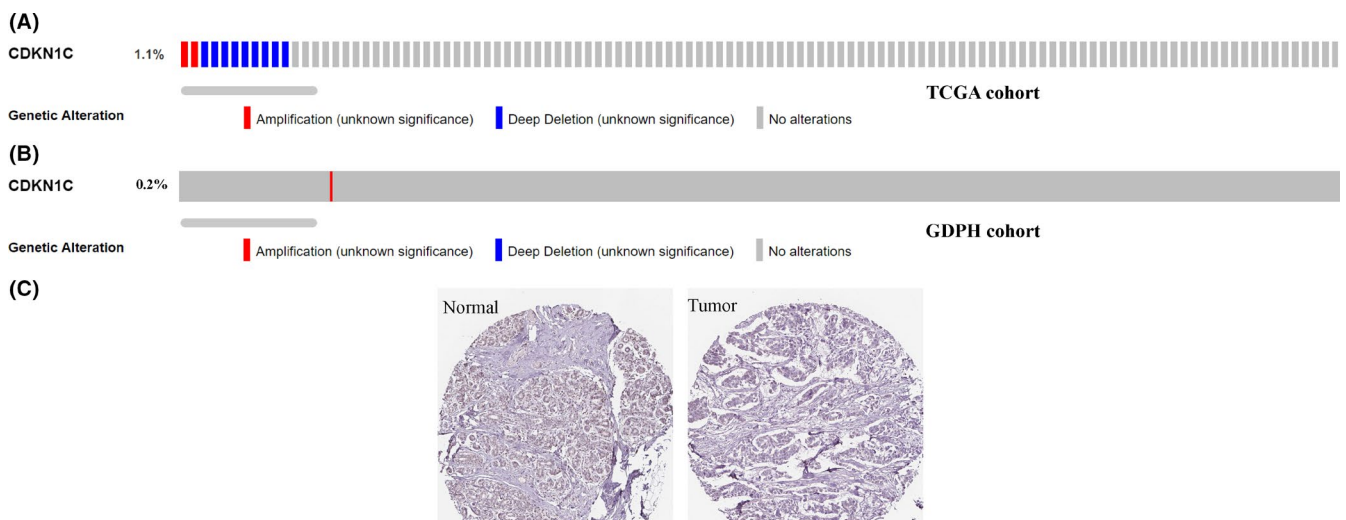 (A)
CDKN1C 1.1%
TCGA cohort
Genetic Alteration Amplification (unknown significance) Deep Deletion (unknown significance) No alterations
(B)
CDKN1C 0.2%
GDPH cohort
Genetic Alteration Amplification (unknown significance) Deep Deletion (unknown significance) No alterations
(C)
Normal Tumor